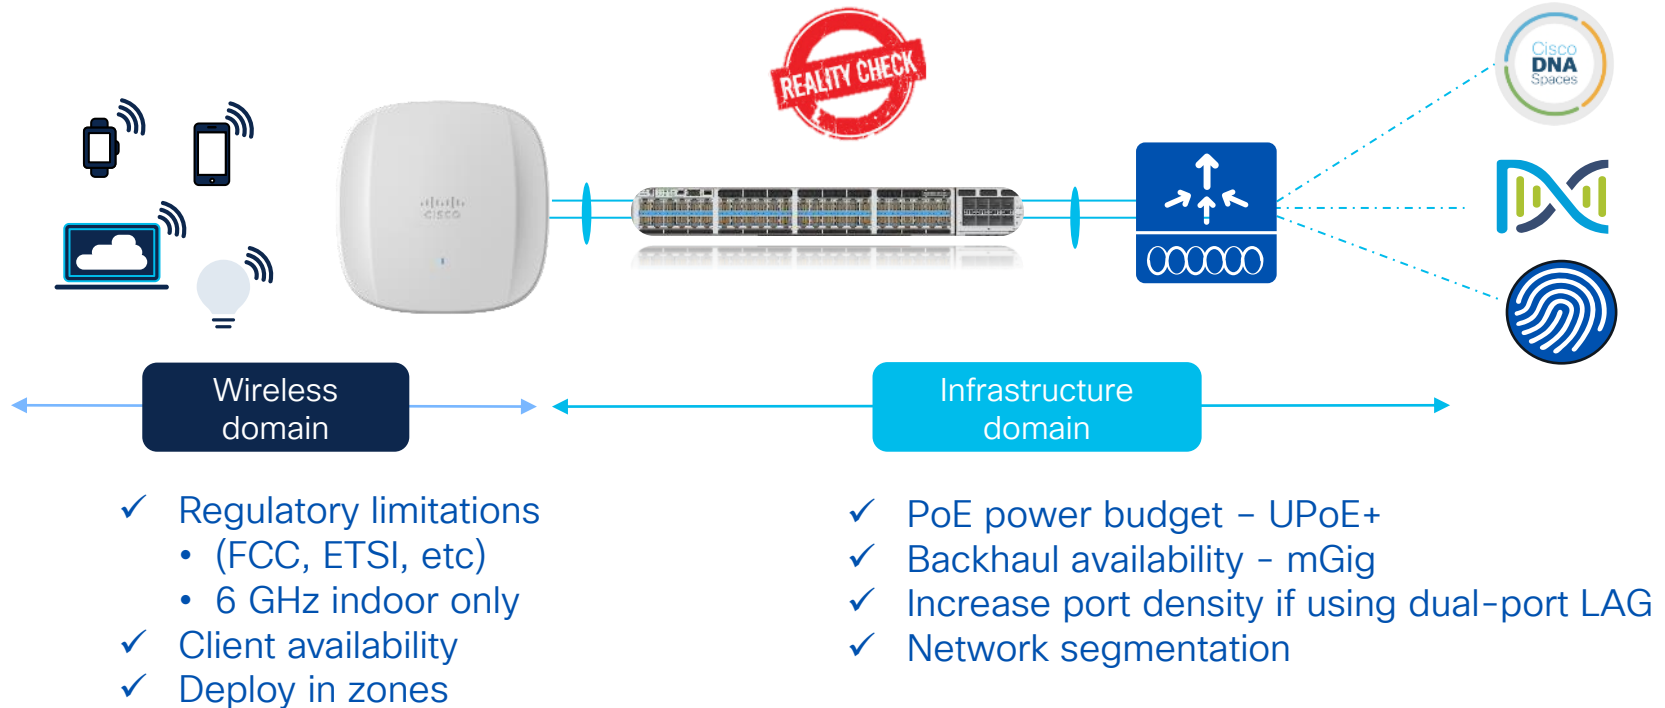 REALITY CHECK
Cisco
DNA
Spaces
CISCO
Wireless
domain
Infrastructure
domain
✓ Regulatory limitations
• (FCC, ETSI, etc)
• 6 GHz indoor only
✓ Client availability
✓ Deploy in zones
✓ PoE power budget – UPoE+
✓ Backhaul availability - mGig
✓ Increase port density if using dual-port LAG
✓ Network segmentation